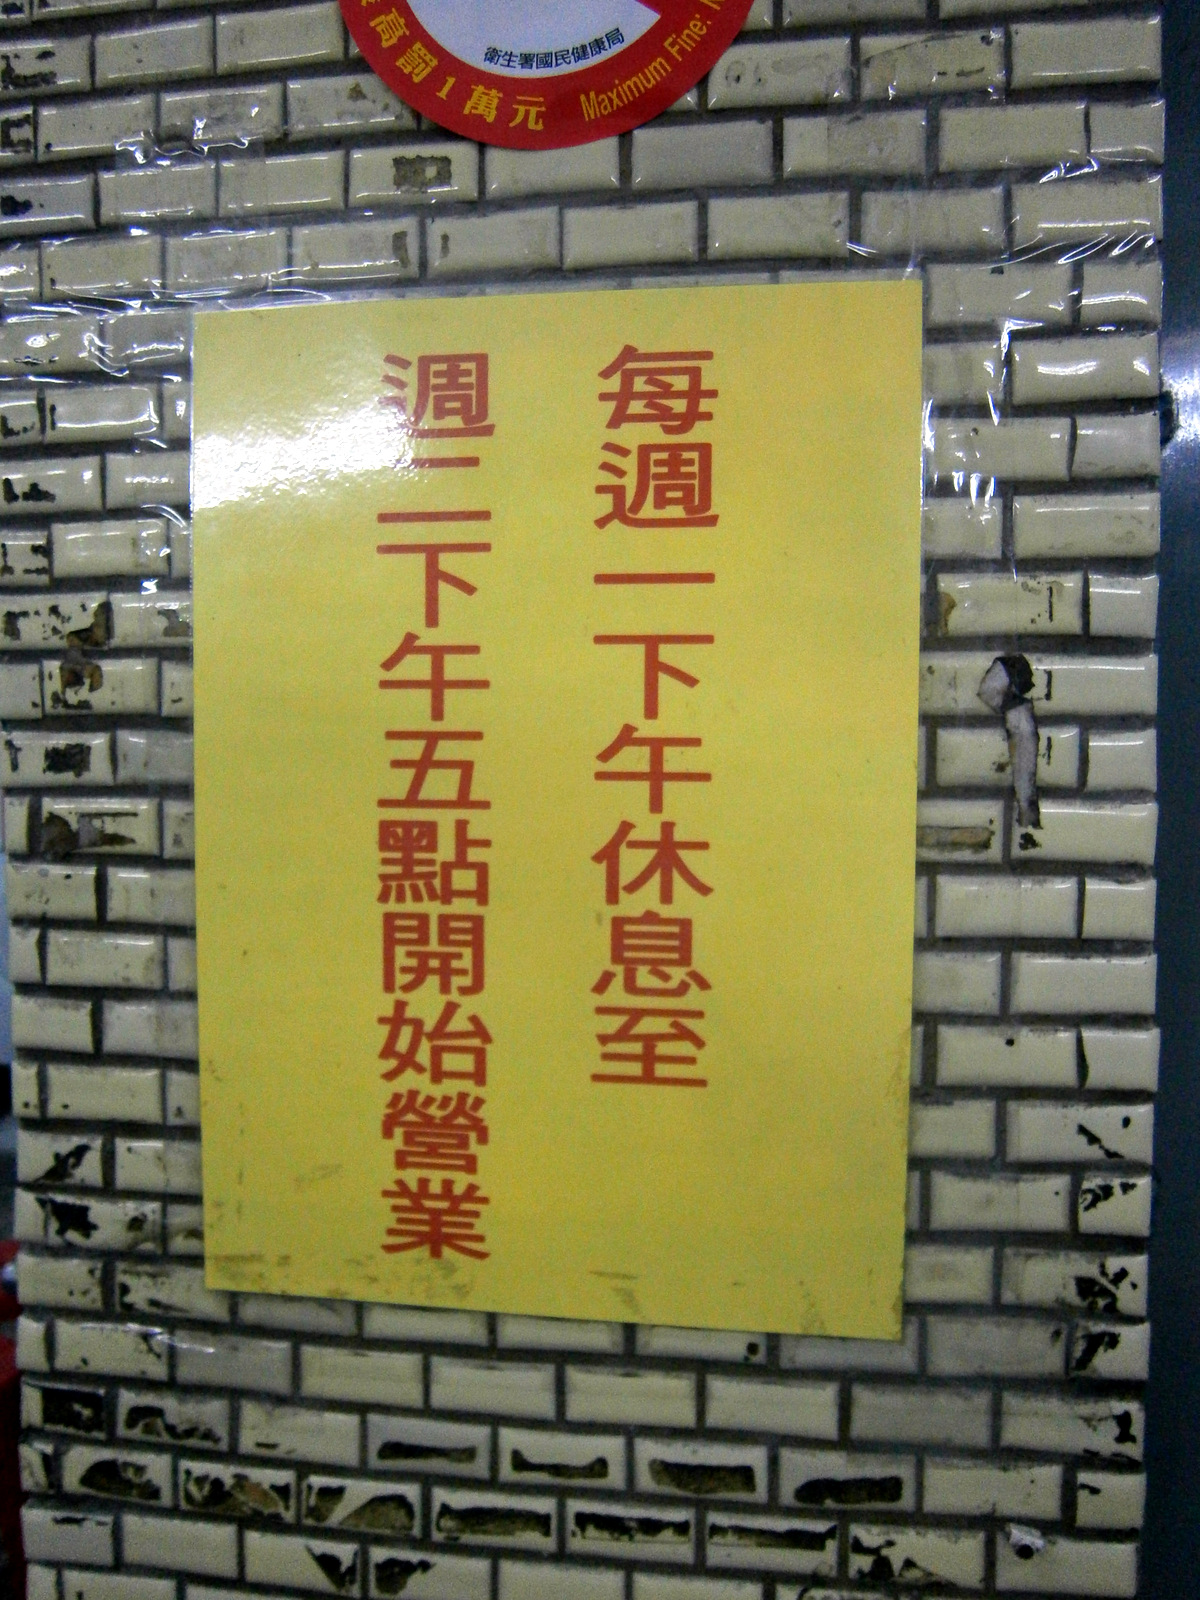 衛生署國民健康局
高罰1萬元 Maximum Fine:
每週一下午休息至
週二下午五點開始營業